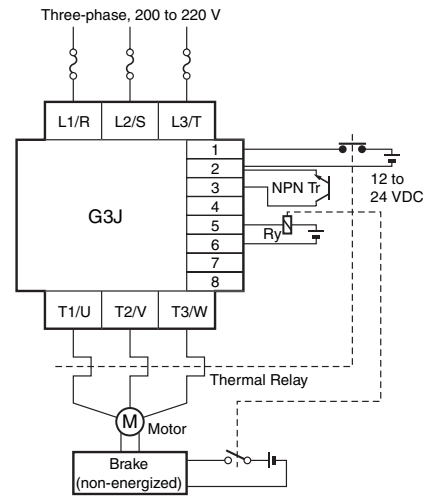 Three-phase, 200 to 220 V
L1/R L2/S L3/T
1
2
3
4
5
6
7
8
G3J
NPN Tr
12 to
24 VDC
Ry
T1/U T2/V T3/W
Thermal Relay
M
Motor
Brake
(non-energized)